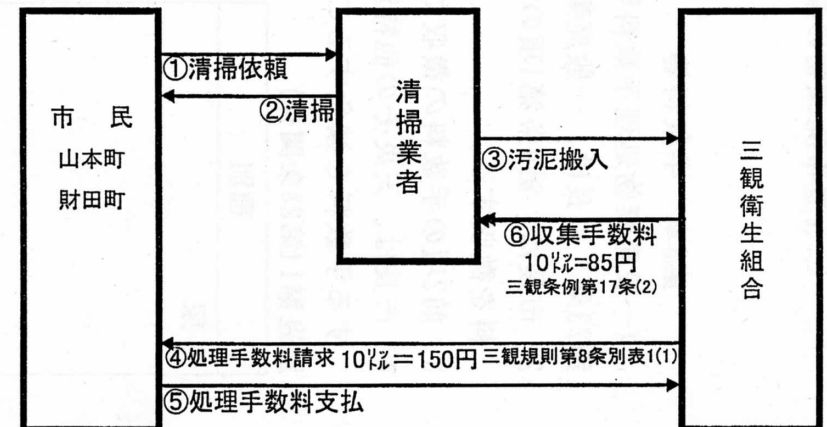 市 民
山本町
財田町
①清掃依頼
②清掃
清掃業者
③汚泥搬入
⑥収集手数料
10㍑=85円
三観条例第17条(2)
三観衛生組合
④処理手数料請求 10㍑=150円 三観規則第8条別表1(1)
⑤処理手数料支払